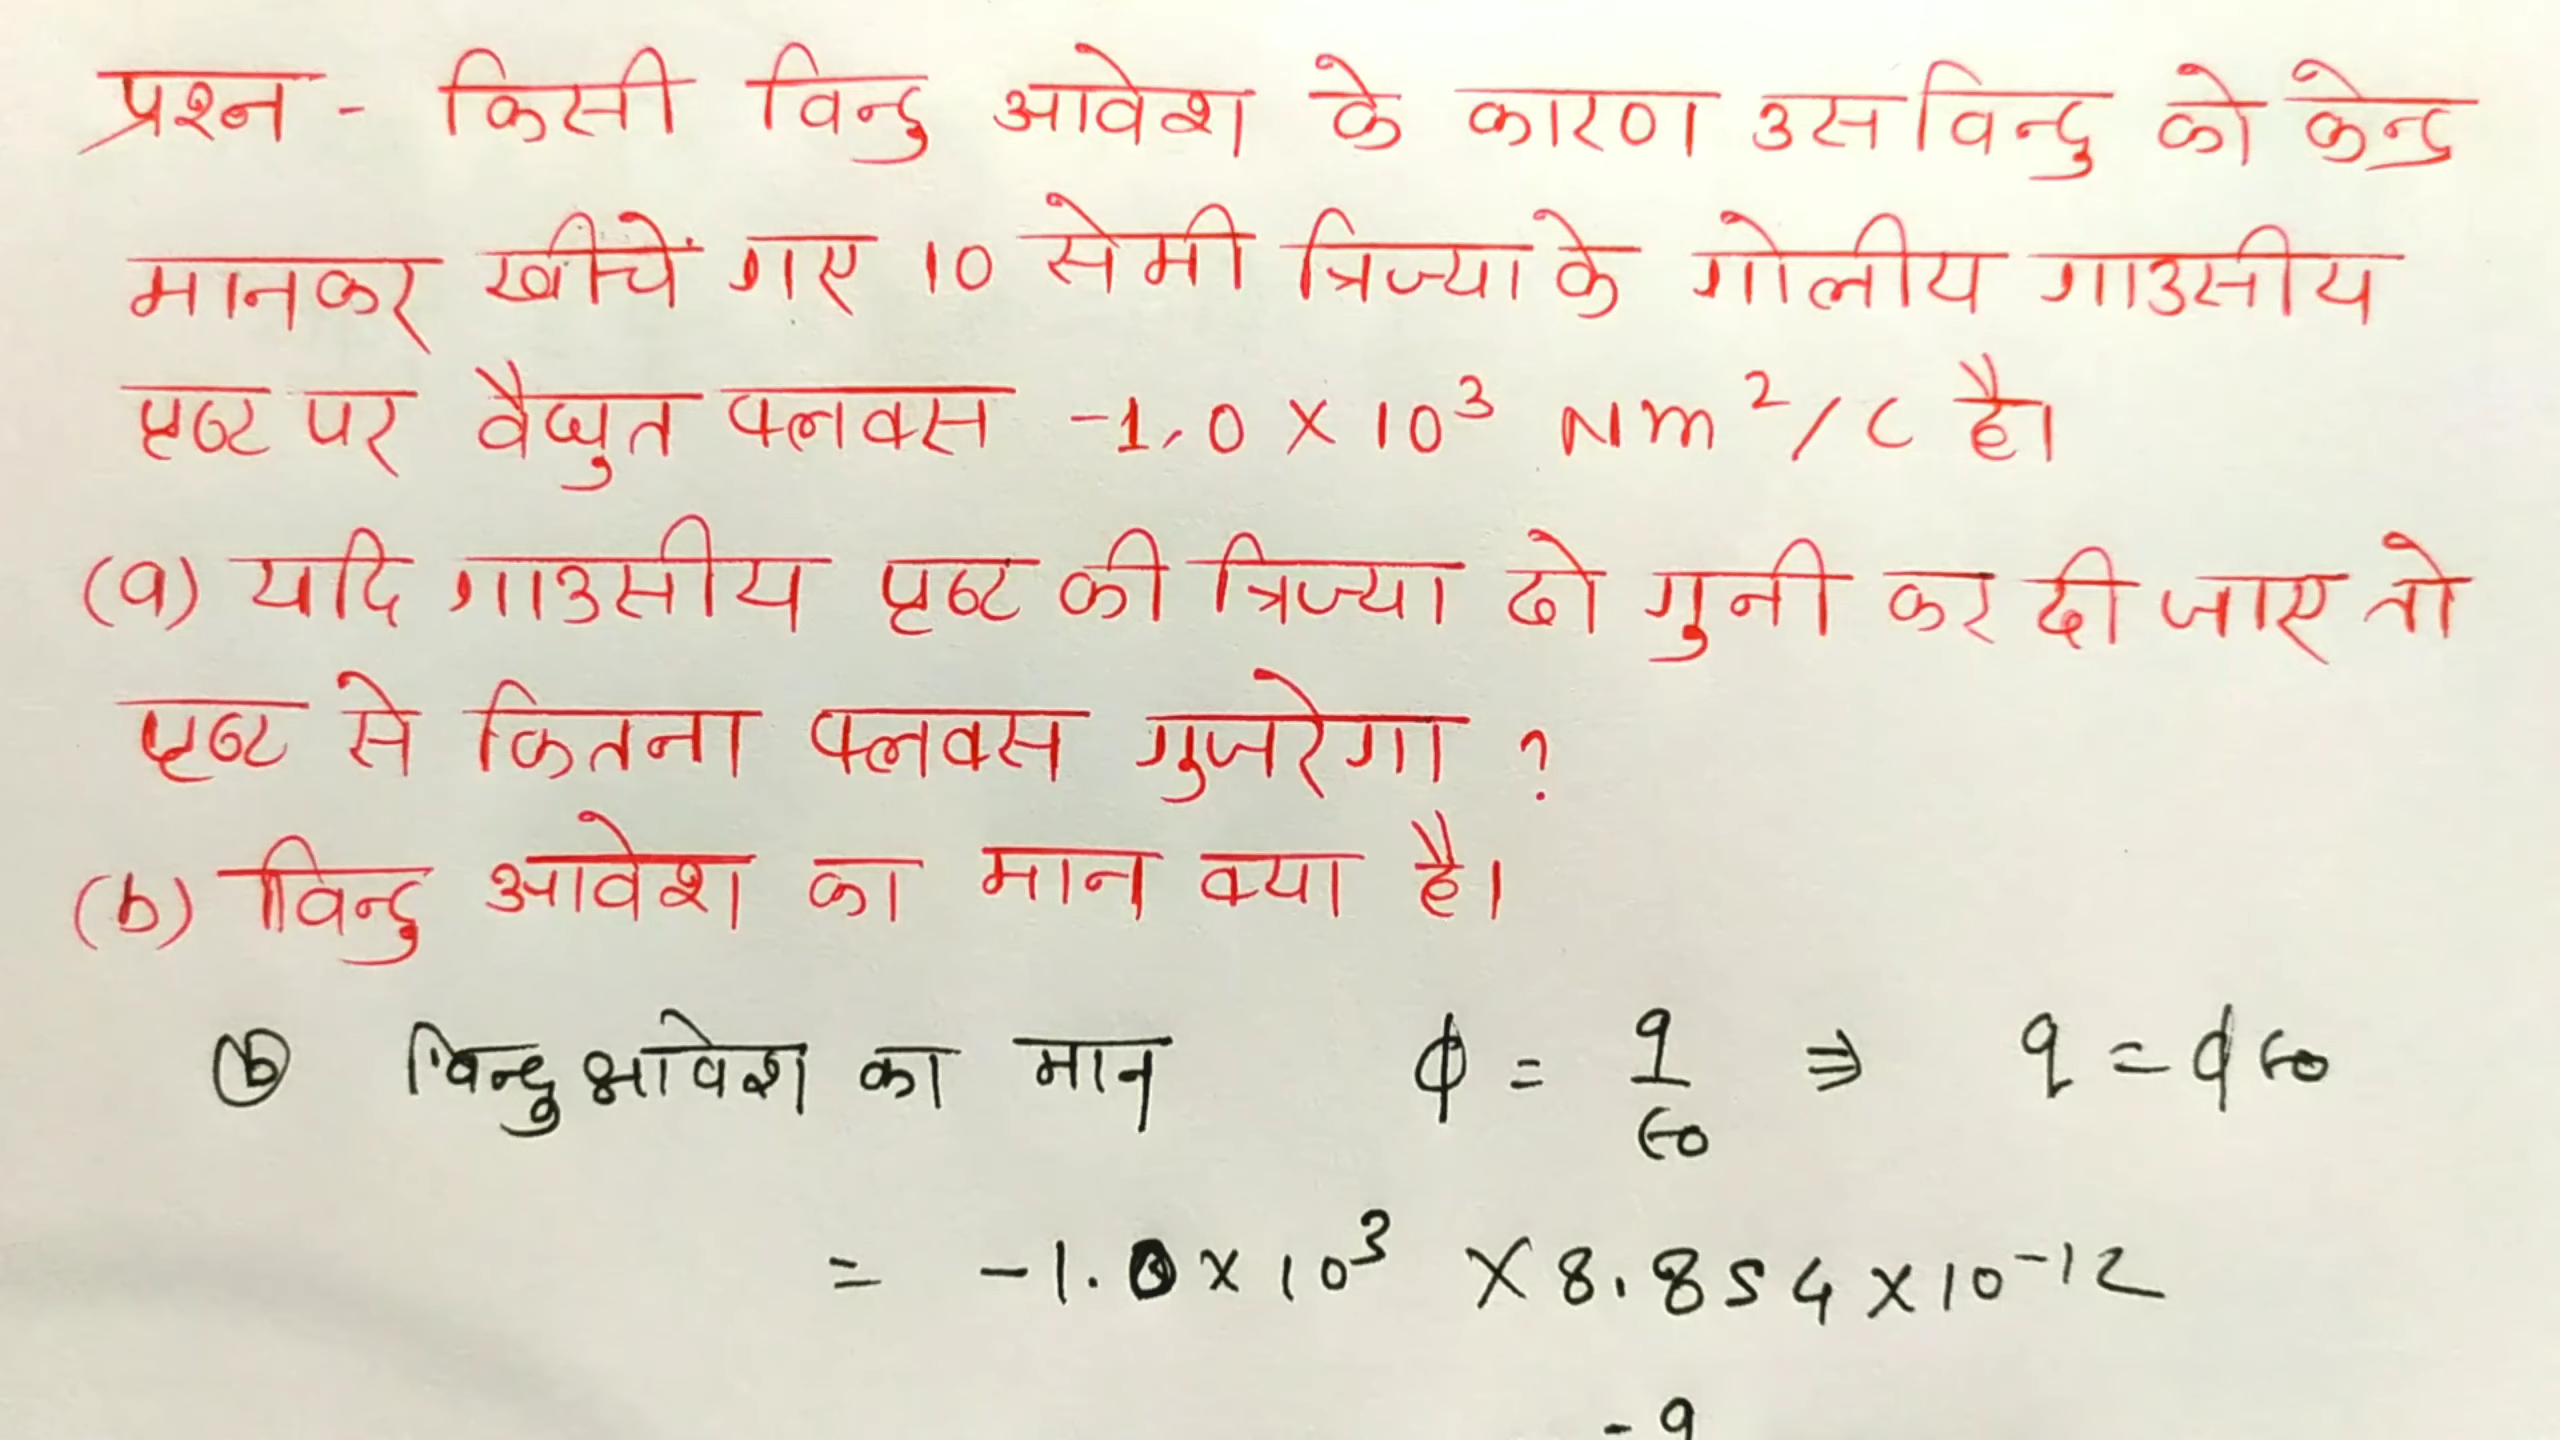 प्रश्न - किसी विन्दु आवेश के कारण उस विन्दु को केन्द्र
मानकर खींचें गए 10 सेमी त्रिज्या के गोलीय गाउसीय
पृष्ट पर वैद्युत फ्लक्स -1.0 × 10³ Nm²/C है।
(a) यदि गाउसीय पृष्ट की त्रिज्या दो गुनी कर दी जाए तो
पृष्ट से कितना फ्लक्स गुजरेगा ?
(b) विन्दु आवेश का मान क्या है।
ⓑ विन्दु आवेश का मान ϕ = q/ϵ₀ ⇒ q = ϕϵ₀
= -1.0 × 10³ × 8.854 × 10⁻¹²
-9